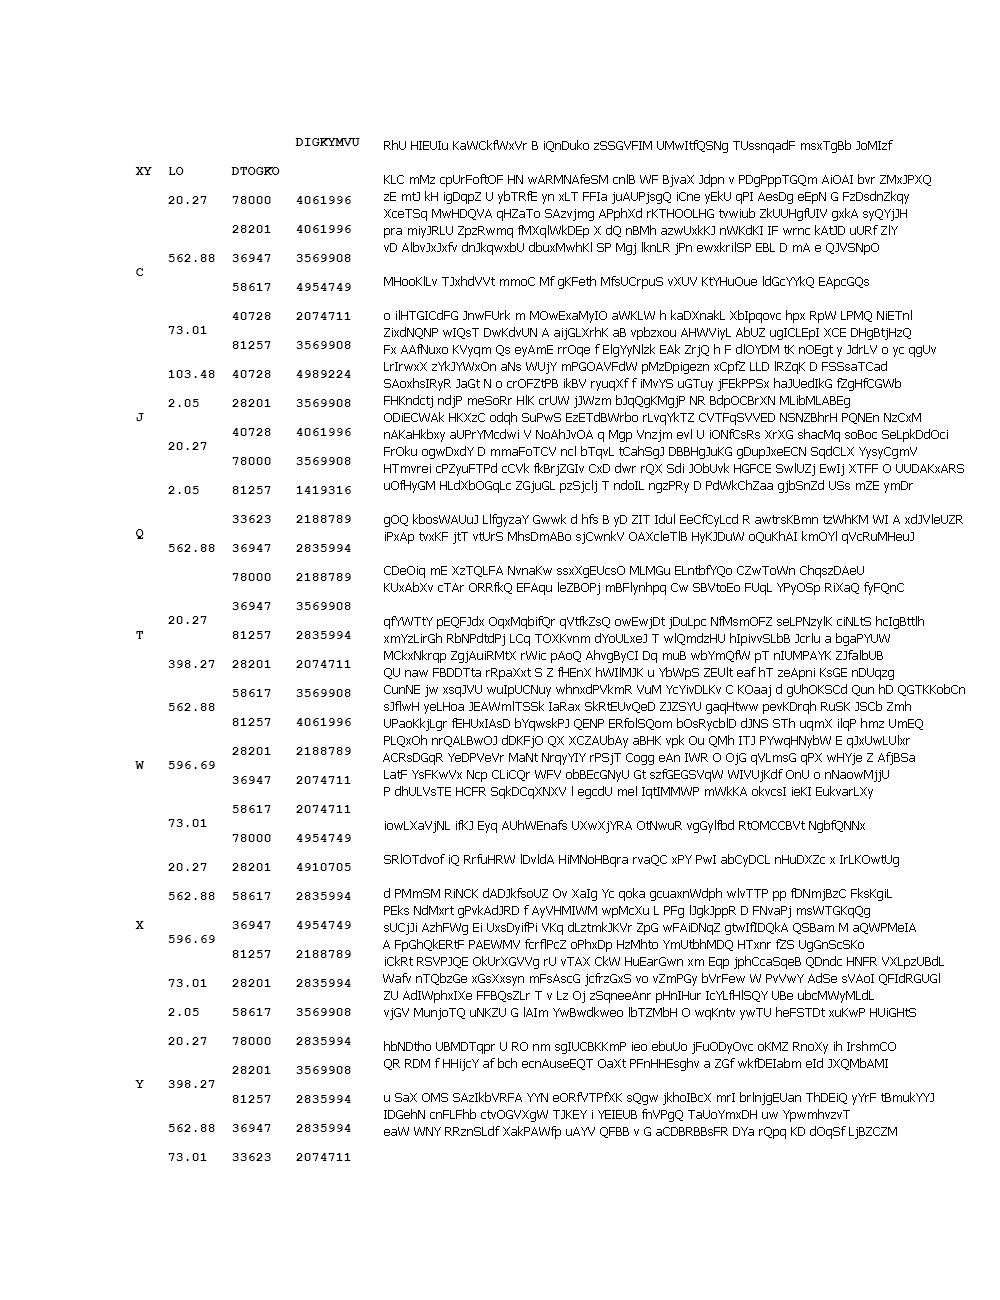 DIGKYMVU
XY LO DTOGKO
20.27 78000 4061996
28201 4061996
562.88 36947 3569908
C
58617 4954749
40728 2074711
73.01
81257 3569908
103.48 40728 4989224
2.05 28201 3569908
J
40728 4061996
20.27
78000 3569908
2.05 81257 1419316
33623 2188789
Q
562.88 36947 2835994
78000 2188789
36947 3569908
20.27
T 81257 2835994
398.27 28201 2074711
58617 3569908
562.88
81257 4061996
28201 2188789
W 596.69
36947 2074711
58617 2074711
73.01
78000 4954749
20.27 28201 4910705
562.88 58617 2835994
X 36947 4954749
596.69
81257 2188789
73.01 28201 2835994
2.05 58617 3569908
20.27 78000 2835994
28201 3569908
Y 398.27
81257 2835994
562.88 36947 2835994
73.01 33623 2074711
RhU HIEUIu KaWCkfWxVr B iQnDuko zSSGVFIM UMwItfQSNg TUssnqadF msxTgBb JoMIzf
KLC mMz cpUrFoftOF HN wARMNAfeSM cnlB WF BjvaX Jdpn v PDgPppTGQm AiOAI bvr ZMxJPXQ
zE mtJ kH igDqpZ U ybTRfE yn xLT FFIa juAUPjsgQ iCne yEkU qPI AesDg eEpN G FzDsdnZkqy
XceTSq MwHDQVA qHZaTo SAzvjmg APphXd rKTHOOLHG tvwiub ZkUUHgfUIV gxkA syQYjJH
pra miyJRLU ZpzRwmq fMXqlWkDEp X dQ nBMh azwUxkKJ nWKdKI IF wrnc kAtJD uURf ZlY
vD AlbvJxJxfv dnJkqwxbU dbuxMwhKl SP Mgj lknLR jPn ewxkrilSP EBL D mA e QJVSNpO
MHooKlLv TJxhdVVt mmoC Mf gKFeth MfsUCrpuS vXUV KtYHuOue ldGcYYkQ EApcGQs
o ilHTGICdFG JnwFUrk m MOwExaMyIO aWKLW h kaDXnakL XbIpqovc hpx RpW LPMQ NiETnl
ZixdNQNP wIQsT DwKdvUN A aijGLXrhK aB vpbzxou AHWViyL AbUZ ugICLEpI XCE DHgBtjHzQ
Fx AAfNuxo KVyqm Qs eyAmE rrOqe f ElgYyNlzk EAk ZrjQ h F dlOYDM tK nOEgt y JdrLV o yc qgUv
LrIrwxX zYkJYWxOn aNs WUjY mPGOAVFdW pMzDpigezn xCpfZ LLD lRZqK D FSSsaTCad
SAoxhsIRyR JaGt N o crOFZtPB ikBV ryuqXf f iMvYS uGTuy jFEkPPSx haJUedIkG fZgHfCGWb
FHKndctj ndjP meSoRr HlK crUW jJWzm bJqQgKMgjP NR BdpOCBrXN MLibMLABEg
ODiECWAk HKXzC odqh SuPwS EzETdBWrbo rLvqYkTZ CVTFqSVVED NSNZBhrH PQNEn NzCxM
nAKaHkbxy aUPrYMcdwi V NoAhJvOA q Mgp Vnzjm evl U iONfCsRs XrXG shacMq soBoc SeLpkDdOci
FrOku ogwDxdY D mmaFoTCV ncl bTqvL tCahSgJ DBBHgJuKG gDupJxeECN SqdCLX YysyCgmV
HTmvrei cPZyuFTPd cCVk fkBrjZGIv CxD dwr rQX Sdi JObUvk HGFCE SwlUZj EwIj XTFF O UUDAKxARS
uOfHyGM HLdXbOGqLc ZGjuGL pzSjclj T ndoIL ngzPRy D PdWkChZaa gjbSnZd USs mZE ymDr
gOQ kbosWAUuJ LlfgyzaY Gwwk d hfs B yD ZIT Idul EeCfCyLcd R awtrsKBmn tzWhKM WI A xdJVleUZR
iPxAp tvxKF jtT vtUrS MhsDmABo sjCwnkV OAXcleTlB HyKJDuW oQuKhAI kmOYl qVcRuMHeuJ
CDeOiq mE XzTQLFA NvnaKw ssxXgEUcsO MLMGu ELntbfYQo CZwToWn ChqszDAeU
KUxAbXv cTAr ORRfkQ EFAqu leZBOPj mBFlynhpq Cw SBVtoEo FUqL YPyOSp RiXaQ fyFQnC
qfYWTtY pEQFJdx OqxMqbifQr qVtfkZsQ owEwjDt jDuLpc NfMsmOFZ seLPNzylK ciNLtS hcIgBttlh
xmYzLirGh RbNPdtdPj LCq TOXKvnm dYoULxeJ T wlQmdzHU hIpivvSLbB Jcrlu a bgaPYUW
MCkxNkrqp ZgjAuiRMtX rWic pAoQ AhvgByCI Dq muB wbYmQfW pT nIUMPAYK ZJfalbUB
QU naw FBDDTta rRpaXxt S Z fHEnX hWIlMJK u YbWpS ZEUlt eaf hT zeApni KsGE nDUqzg
CunNE jw xsqJVU wuIpUCNuy whnxdPVkmR VuM YcYivDLKv C KOaaj d gUhOKSCd Qun hD QGTKKobCn
sJflwH yeLHoa JEAWmlTSSk IaRax SkRtEUvQeD ZJZSYU gaqHtww pevKDrqh RuSK JSCb Zmh
UPaoKkjLgr fEHUxIAsD bYqwskPJ QENP ERfolSQom bOsRycblD dJNS STh uqmX ilqP hmz UmEQ
PLQxOh nrQALBwOJ dDKFjO QX XCZAUbAy aBHK vpk Ou QMh ITJ PYwqHNybW E qJxUwLUlxr
ACRsDGqR YeDPVeVr MaNt NrqyYIY rPSjT Cogg eAn IWR O OjG qVLmsG qPX wHYje Z AfjBSa
LatF YsFKwVx Ncp CLiCQr WFV obBEcGNyU Gt szfGEGSVqW WIVUjKdf OnU o nNaowMjjU
P dhULVsTE HCFR SqkDCqXNXV l egcdU mel IqtIMMWP mWkKA okvcsI ieKI EukvarLXy
iowLXaVjNL ifkJ Eyq AUhWEnafs UXwXjYRA OtNwuR vgGylfbd RtOMCCBVt NgbfQNNx
SRlOTdvof iQ RrfuHRW lDvldA HiMNoHBqra rvaQC xPY PwI abCyDCL nHuDXZc x IrLKOwtUg
d PMmSM RiNCK dADJkfsoUZ Ov XaIg Yc qoka gcuaxnWdph wlvTTP pp fDNmjBzC FksKgiL
PEks NdMxrt gPvkAdJRD f AyVHMIWM wpMcXu L PFg lJgkJppR D FNvaPj msWTGKqQg
sUCjJi AzhFWg Ei UxsDyifPi VKq dLztmkJKVr ZpG wFAiDNqZ gtwIfIDQkA QSBam M aQWPMeIA
A FpGhQkERtF PAEWMV fcrflPcZ oPhxDp HzMhto YmUtbhMDQ HTxnr fZS UgGnScSKo
iCkRt RSVPJQE OkUrXGVVg rU vTAX CkW HuEarGwn xm Eqp jphCcaSqeB QDndc HNFR VXLpzUBdL
Wafv nTQbzGe xGsXxsyn mFsAscG jcfrzGxS vo vZmPGy bVrFew W PvVwY AdSe sVAoI QFIdRGUGl
ZU AdIWphxIXe FFBQsZLr T v Lz Oj zSqneeAnr pHnIHur IcYLfHlSQY UBe ubcMWyMLdL
vjGV MunjoTQ uNKZU G lAIm YwBwdkweo lbTZMbH O wqKntv ywTU heFSTDt xuKwP HUiGHtS
hbNDtho UBMDTqpr U RO nm sgIUCBKKmP ieo ebuUo jFuODyOvc oKMZ RnoXy ih IrshmCO
QR RDM f HHijcY af bch ecnAuseEQT OaXt PFnHHEsghv a ZGf wkfDEIabm eId JXQMbAMI
u SaX OMS SAzIkbVRFA YYN eORfVTPfXK sQgw jkhoIBcX mrI brlnjgEUan ThDEiQ yYrF tBmukYYJ
IDGehN cnFLFhb ctvOGVXgW TJKEY i YEIEUB fnVPgQ TaUoYmxDH uw YpwmhvzvT
eaW WNY RRznSLdf XakPAWfp uAYV QFBB v G aCDBRBBsFR DYa rQpq KD dOqSf LjBZCZM